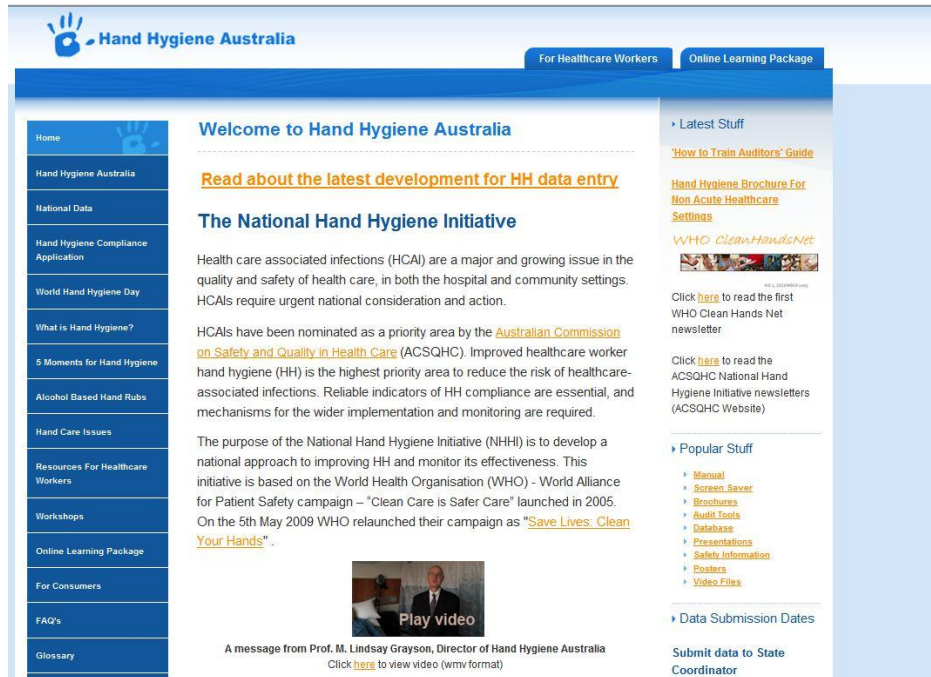 Hand Hygiene Australia
For Healthcare Workers
Online Learning Package
Home
Hand Hygiene Australia
National Data
Hand Hygiene Compliance
Application
World Hand Hygiene Day
What is Hand Hygiene?
5 Moments for Hand Hygiene
Alcohol Based Hand Rubs
Hand Care Issues
Resources For Healthcare
Workers
Workshops
Online Learning Package
For Consumers
FAQ's
Glossary
Welcome to Hand Hygiene Australia
Read about the latest development for HH data entry
The National Hand Hygiene Initiative
Health care associated infections (HCAI) are a major and growing issue in the
quality and safety of health care, in both the hospital and community settings.
HCAIs require urgent national consideration and action.
HCAIs have been nominated as a priority area by the Australian Commission
on Safety and Quality in Health Care (ACSQHC). Improved healthcare worker
hand hygiene (HH) is the highest priority area to reduce the risk of healthcare-
associated infections. Reliable indicators of HH compliance are essential, and
mechanisms for the wider implementation and monitoring are required.
The purpose of the National Hand Hygiene Initiative (NHHI) is to develop a
national approach to improving HH and monitor its effectiveness. This
initiative is based on the World Health Organisation (WHO) - World Alliance
for Patient Safety campaign – “Clean Care is Safer Care” launched in 2005.
On the 5th May 2009 WHO relaunched their campaign as "Save Lives: Clean
Your Hands" .
Play video
A message from Prof. M. Lindsay Grayson, Director of Hand Hygiene Australia
Click here to view video (wmv format)
Latest Stuff
'How to Train Auditors' Guide
Hand Hygiene Brochure For
Non Acute Healthcare
Settings
WHO CleanHandsNet
Click here to read the first
WHO Clean Hands Net
newsletter
Click here to read the
ACSQHC National Hand
Hygiene Initiative newsletters
(ACSQHC Website)
Popular Stuff
Manual
Screen Saver
Brochures
Audit Tools
Database
Presentations
Safety Information
Posters
Video Files
Data Submission Dates
Submit data to State
Coordinator